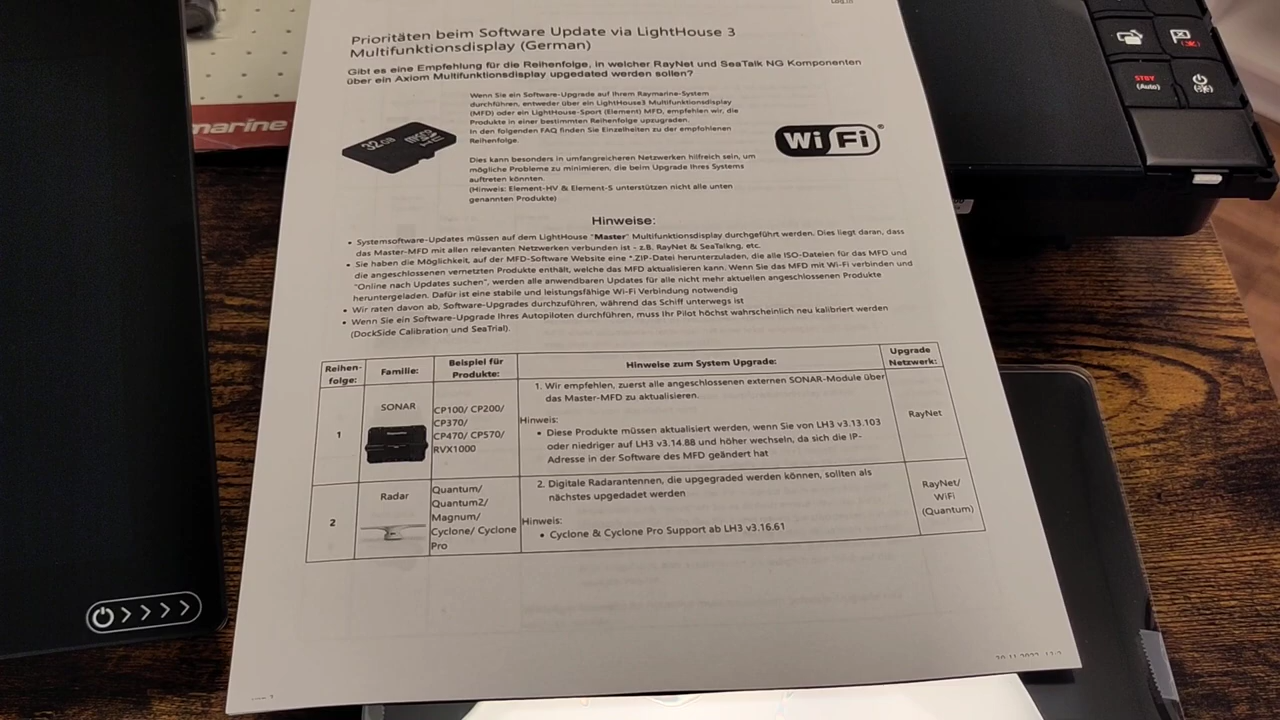 Log in
Prioritäten beim Software Update via LightHouse 3
Multifunktionsdisplay (German)
Gibt es eine Empfehlung für die Reihenfolge, in welcher RayNet und SeaTalk NG Komponenten
über ein Axiom Multifunktionsdisplay upgedated werden sollen?
Wenn Sie ein Software-Upgrade auf Ihrem Raymarine-System
durchführen, entweder über ein LightHouse3 Multifunktionsdisplay
(MFD) oder ein LightHouse-Sport (Element) MFD, empfehlen wir, die
Produkte in einer bestimmten Reihenfolge upzugraden.
In den folgenden FAQ finden Sie Einzelheiten zu der empfohlenen
Reihenfolge.
Dies kann besonders in umfangreicheren Netzwerken hilfreich sein, um
mögliche Probleme zu minimieren, die beim Upgrade Ihres Systems
auftreten könnten.
(Hinweis: Element-HV & Element-S unterstützen nicht alle unten
genannten Produkte)
32GB
micro
Wi Fi
®
marine
Hinweise:
• Systemsoftware-Updates müssen auf dem LightHouse "Master" Multifunktionsdisplay durchgeführt werden. Dies liegt daran, dass
das Master-MFD mit allen relevanten Netzwerken verbunden ist - z.B. RayNet & SeaTalkng, etc.
• Sie haben die Möglichkeit, auf der MFD-Software Website eine *.ZIP-Datei herunterzuladen, die alle ISO-Dateien für das MFD und
die angeschlossenen vernetzten Produkte enthält, welche das MFD aktualisieren kann. Wenn Sie das MFD mit Wi-Fi verbinden und
"Online nach Updates suchen", werden alle anwendbaren Updates für alle nicht mehr aktuellen angeschlossenen Produkte
heruntergeladen. Dafür ist eine stabile und leistungsfähige Wi-Fi Verbindung notwendig
• Wir raten davon ab, Software-Upgrades durchzuführen, während das Schiff unterwegs ist
• Wenn Sie ein Software-Upgrade Ihres Autopiloten durchführen, muss Ihr Pilot höchst wahrscheinlich neu kalibriert werden
(DockSide Calibration und SeaTrial).
Reihen-
folge:
Familie:
Beispiel für
Produkte:
Hinweise zum System Upgrade:
Upgrade
Netzwerk:
1
SONAR
CP100/ CP200/
CP370/
CP470/ CP570/
RVX1000
1. Wir empfehlen, zuerst alle angeschlossenen externen SONAR-Module über
das Master-MFD zu aktualisieren.
Hinweis:
• Diese Produkte müssen aktualisiert werden, wenn Sie von LH3 v3.13.103
oder niedriger auf LH3 v3.14.88 und höher wechseln, da sich die IP-
Adresse in der Software des MFD geändert hat
RayNet
2
Radar
Quantum/
Quantum2/
Magnum/
Cyclone/ Cyclone
Pro
2. Digitale Radarantennen, die upgegraded werden können, sollten als
nächstes upgedadet werden
Hinweis:
• Cyclone & Cyclone Pro Support ab LH3 v3.16.61
RayNet/
WiFi
(Quantum)
STBY
(Auto)